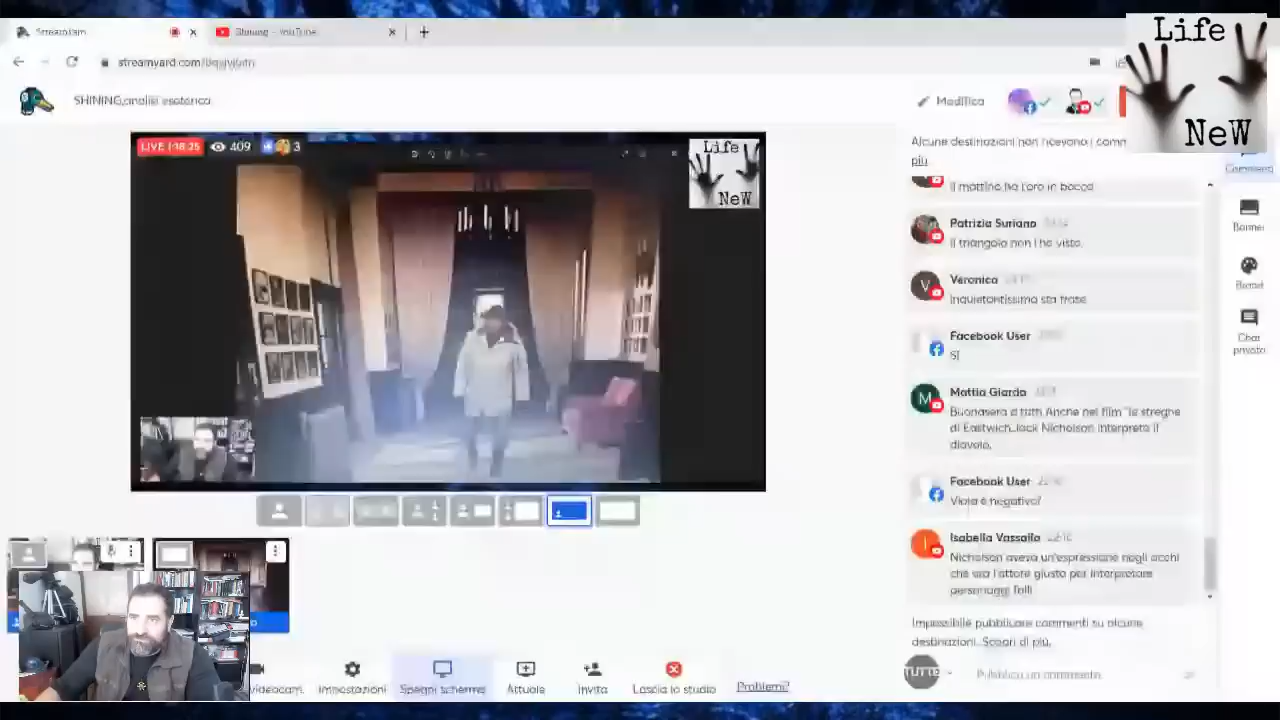 StreamYard
Shining - YouTube
streamyard.com/
SHINING,analisi esoterica
Modifica
Life
NeW
LIVE 1:18:25
409
3
Life
NeW
Alcune destinazioni non ricevono i comm
più
Commenti
Il mattino ha l'oro in bocca
Patrizia Suriano
Il triangolo non l ho visto.
Banner
Veronica
Inquietantissima sta frase
Brand
Facebook User
Sì
Chat
privata
M
Mattia Giarda
Buonasera a tutti. Anche nel film "le streghe
di Eastwich..Jack Nicholson interpreta il
diavolo.
Facebook User
Viola è negativo?
I
Isabella Vassallo
Nicholson aveva un'espressione negli occhi
che era l'attore giusto per interpretare
personaggi folli
Impossibile pubblicare commenti su alcune
destinazioni. Scopri di più.
TUTTE
Pubblica un commento
videocam.
Impostazioni
Spegni schermo
Attuale
Invita
Lascia lo studio
Problemi?